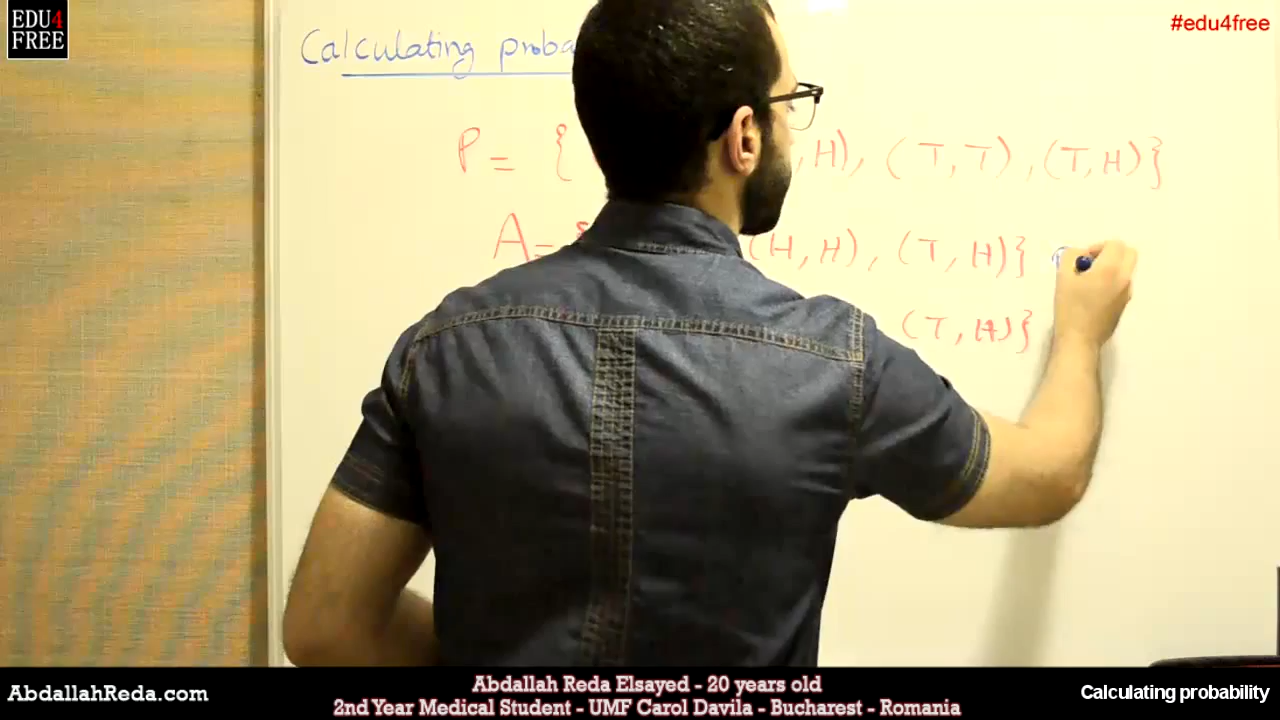 EDU4
FREE
#edu4free
Calculating proba
P = { , H), (T,T), (T,H)}
A = { (H,H), (T,H)}
(T,H)}
AbdallahReda.com
Abdallah Reda Elsayed - 20 years old
2nd Year Medical Student - UMF Carol Davila - Bucharest - Romania
Calculating probability